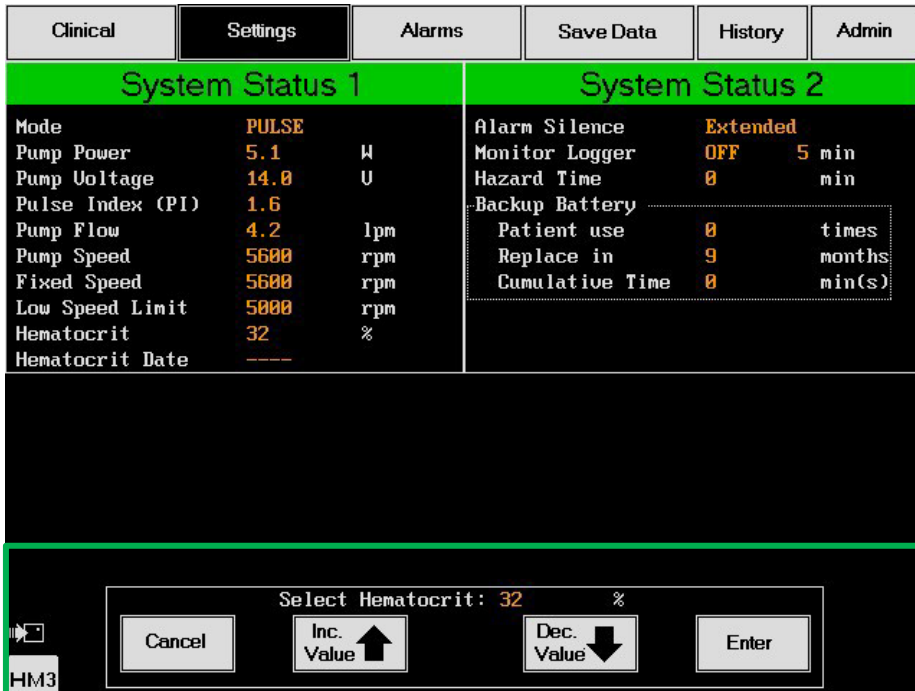 Clinical Settings Alarms Save Data History Admin
System Status 1
Mode PULSE
Pump Power 5.1 W
Pump Voltage 14.0 V
Pulse Index (PI) 1.6
Pump Flow 4.2 lpm
Pump Speed 5600 rpm
Fixed Speed 5600 rpm
Low Speed Limit 5000 rpm
Hematocrit 32 %
Hematocrit Date ----
System Status 2
Alarm Silence Extended
Monitor Logger OFF 5 min
Hazard Time 0 min
Backup Battery
Patient use 0 times
Replace in 9 months
Cumulative Time 0 min(s)
Select Hematocrit: 32 %
Cancel
Inc.
Value
Dec.
Value
Enter
HM3